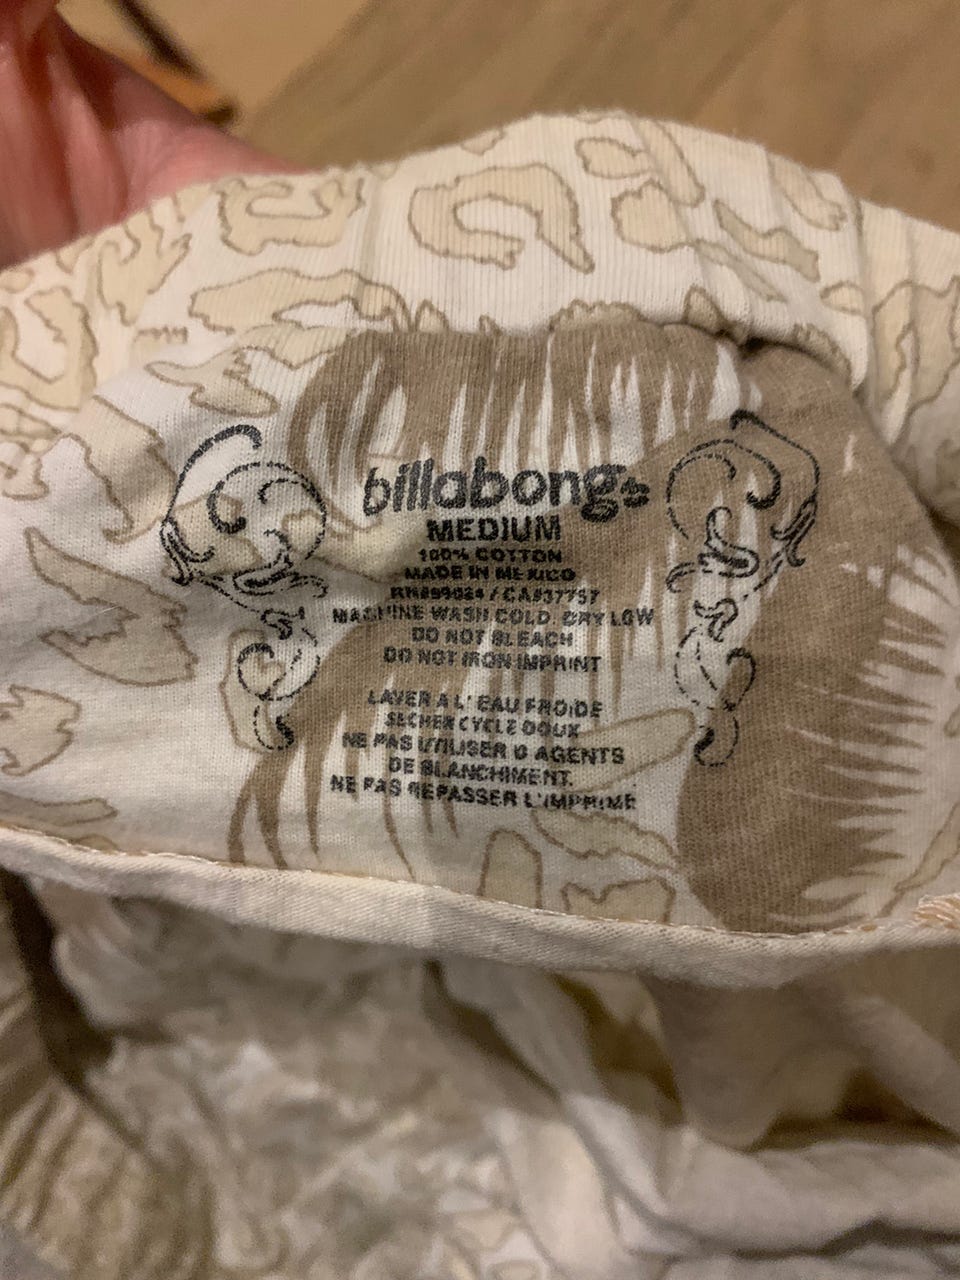 billabong
MEDIUM
100% COTTON
MADE IN MEXICO
MACHINE WASH COLD. DRY LOW
DO NOT BLEACH
DO NOT IRON IMPRINT
LAVER A L' EAU FROIDE
SECHER CYCLE DOUX
NE PAS UTILISER D AGENTS
DE BLANCHIMENT.
NE PAS REPASSER L'IMPRIME